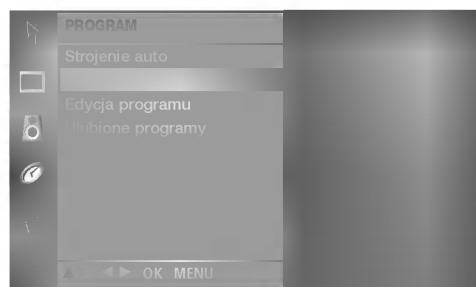 PROGRAM
Strojenie auto
Edycja programu
Ulubione programy
OK MENU